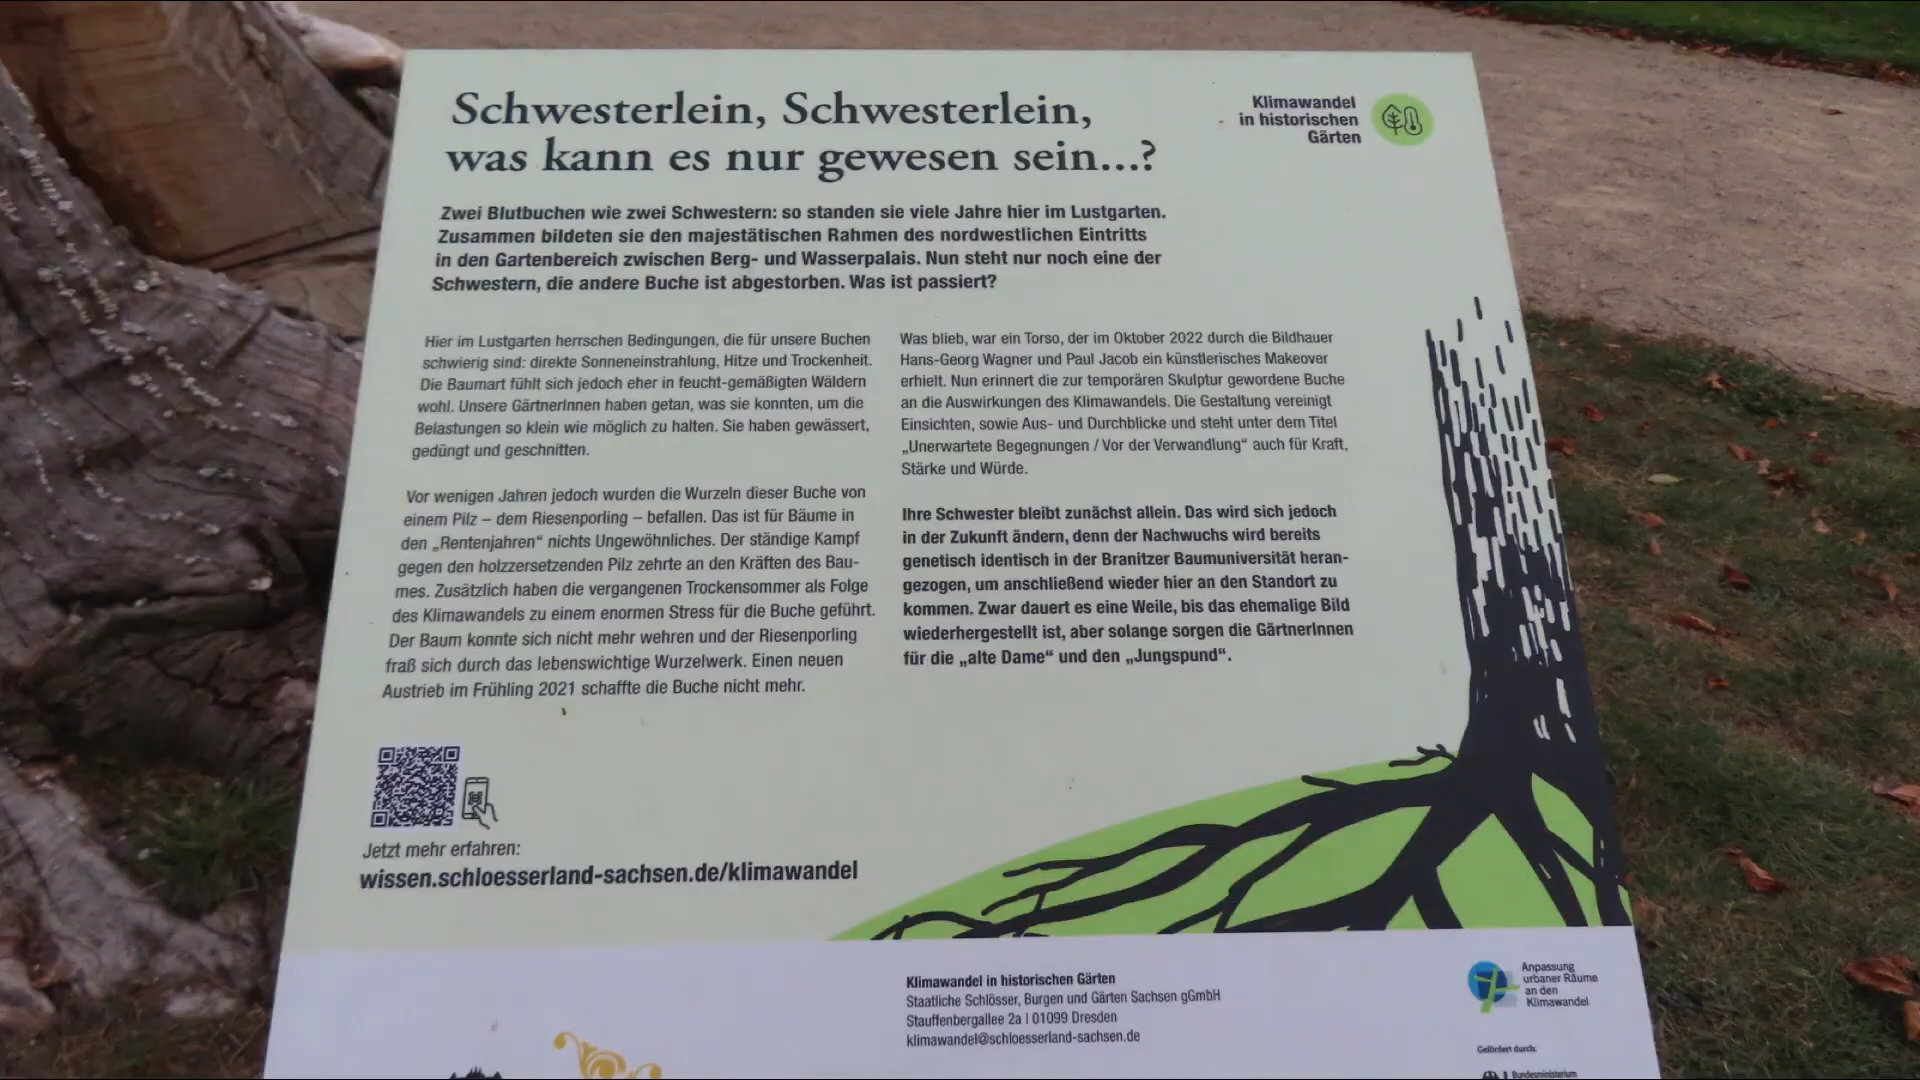 Schwesterlein, Schwesterlein,
was kann es nur gewesen sein...?
Klimawandel
in historischen
Gärten
Zwei Blutbuchen wie zwei Schwestern: so standen sie viele Jahre hier im Lustgarten.
Zusammen bildeten sie den majestätischen Rahmen des nordwestlichen Eintritts
in den Gartenbereich zwischen Berg- und Wasserpalais. Nun steht nur noch eine der
Schwestern, die andere Buche ist abgestorben. Was ist passiert?
Hier im Lustgarten herrschen Bedingungen, die für unsere Buchen
schwierig sind: direkte Sonneneinstrahlung, Hitze und Trockenheit.
Die Baumart fühlt sich jedoch eher in feucht-gemäßigten Wäldern
wohl. Unsere GärtnerInnen haben getan, was sie konnten, um die
Belastungen so klein wie möglich zu halten. Sie haben gewässert,
gedüngt und geschnitten.
Vor wenigen Jahren jedoch wurden die Wurzeln dieser Buche von
einem Pilz – dem Riesenporling – befallen. Das ist für Bäume in
den „Rentenjahren“ nichts Ungewöhnliches. Der ständige Kampf
gegen den holzzersetzenden Pilz zehrte an den Kräften des Bau-
mes. Zusätzlich haben die vergangenen Trockensommer als Folge
des Klimawandels zu einem enormen Stress für die Buche geführt.
Der Baum konnte sich nicht mehr wehren und der Riesenporling
fraß sich durch das lebenswichtige Wurzelwerk. Einen neuen
Austrieb im Frühling 2021 schaffte die Buche nicht mehr.
Was blieb, war ein Torso, der im Oktober 2022 durch die Bildhauer
Hans-Georg Wagner und Paul Jacob ein künstlerisches Makeover
erhielt. Nun erinnert die zur temporären Skulptur gewordene Buche
an die Auswirkungen des Klimawandels. Die Gestaltung vereinigt
Einsichten, sowie Aus- und Durchblicke und steht unter dem Titel
„Unerwartete Begegnungen / Vor der Verwandlung“ auch für Kraft,
Stärke und Würde.
Ihre Schwester bleibt zunächst allein. Das wird sich jedoch
in der Zukunft ändern, denn der Nachwuchs wird bereits
genetisch identisch in der Branitzer Baumuniversität heran-
gezogen, um anschließend wieder hier an den Standort zu
kommen. Zwar dauert es eine Weile, bis das ehemalige Bild
wiederhergestellt ist, aber solange sorgen die GärtnerInnen
für die „alte Dame“ und den „Jungspund“.
Jetzt mehr erfahren:
wissen.schloesserland-sachsen.de/klimawandel
Klimawandel in historischen Gärten
Staatliche Schlösser, Burgen und Gärten Sachsen gGmbH
Stauffenbergallee 2a | 01099 Dresden
klimawandel@schloesserland-sachsen.de
Anpassung
urbaner Räume
an den
Klimawandel
Gefördert durch:
Bundesministerium